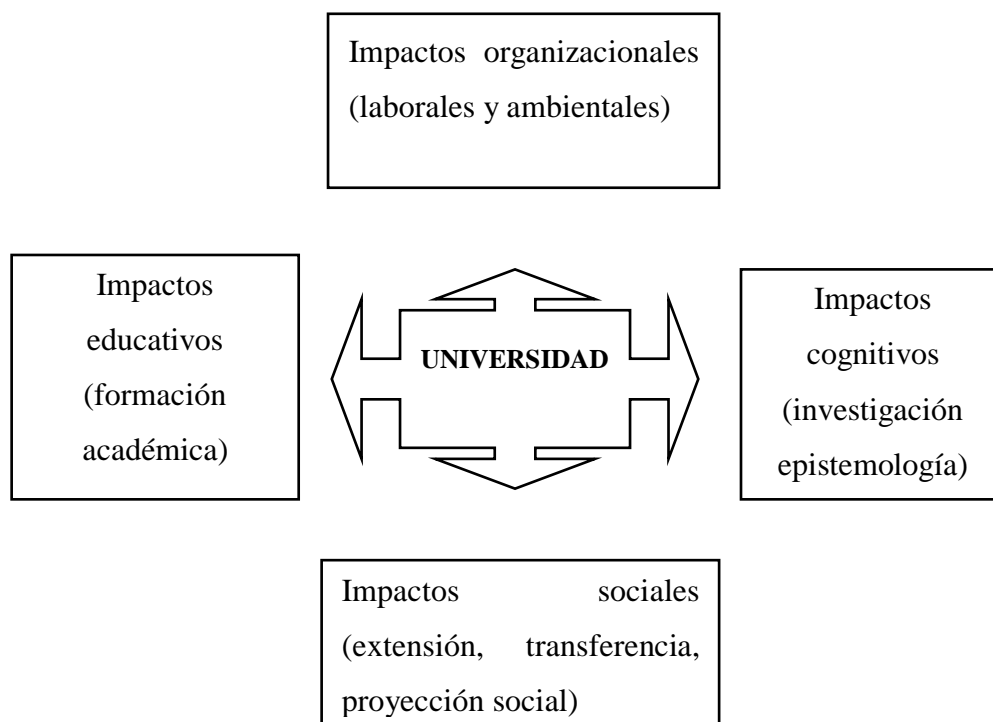 Impactos organizacionales
(laborales y ambientales)
Impactos
educativos
(formación
académica)
UNIVERSIDAD
Impactos
cognitivos
(investigación
epistemología)
Impactos sociales
(extensión, transferencia,
proyección social)